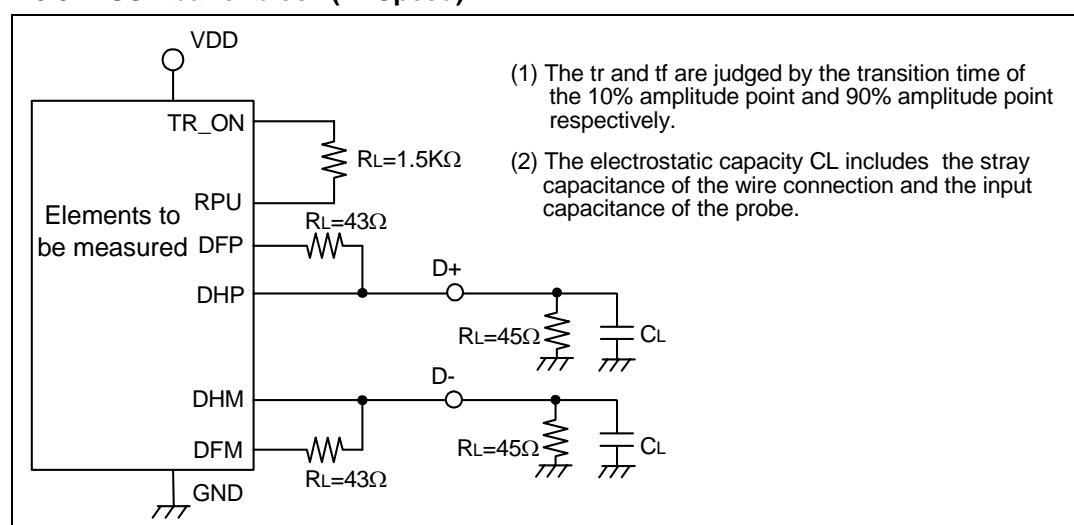 VDD
TR_ON
RL=1.5KΩ
RPU
Elements to
be measured
RL=43Ω
DFP
D+
DHP
RL=45Ω
CL
D-
DHM
RL=45Ω
CL
DFM
RL=43Ω
GND
(1) The tr and tf are judged by the transition time of
the 10% amplitude point and 90% amplitude point
respectively.
(2) The electrostatic capacity CL includes the stray
capacitance of the wire connection and the input
capacitance of the probe.